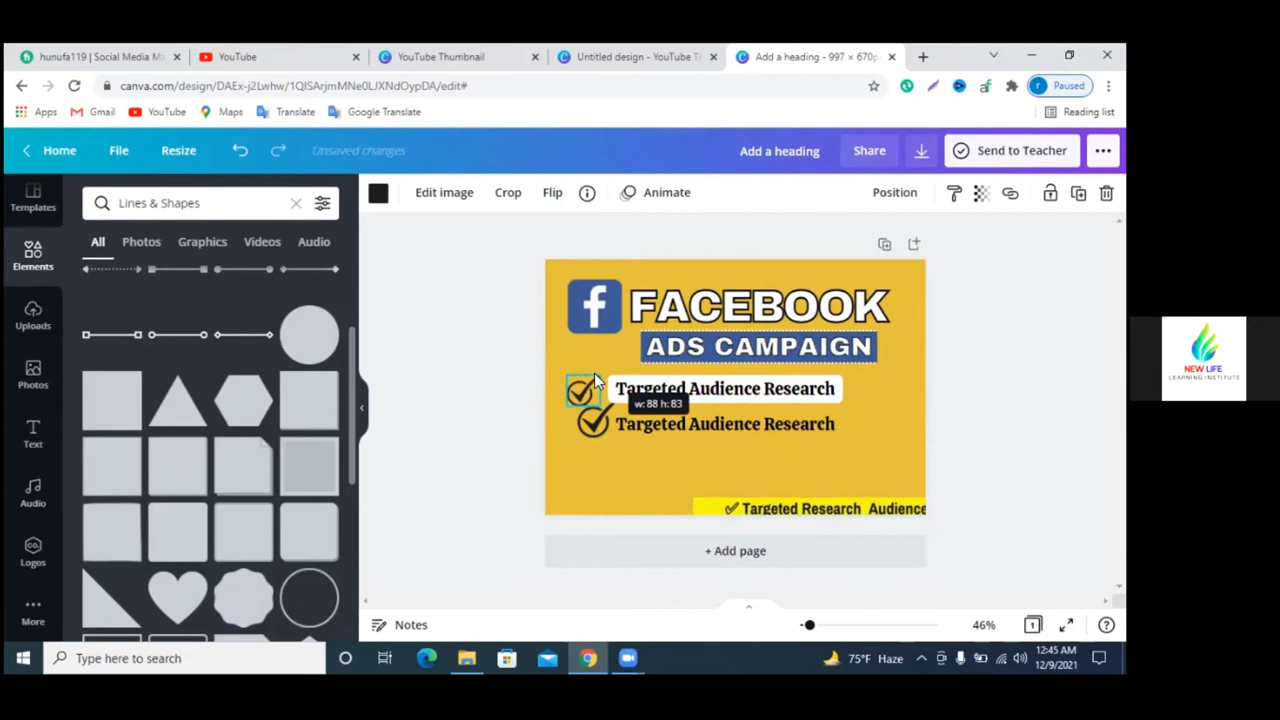 hunufa119 | Social Media Ma
YouTube
YouTube Thumbnail
Untitled design - YouTube Th
Add a heading - 997 × 670p
canva.com/design/DAEx-j2Lwhw/1QISArjmMNe0LJXNdOypDA/edit#
Paused
Apps
Gmail
YouTube
Maps
Translate
Google Translate
Reading list
Home
File
Resize
Unsaved changes
Add a heading
Share
Send to Teacher
Templates
Lines & Shapes
Edit image
Crop
Flip
Animate
Position
Elements
All
Photos
Graphics
Videos
Audio
Uploads
Photos
Text
Audio
Logos
More
FACEBOOK
ADS CAMPAIGN
Targeted Audience Research
w: 88 h: 83
Targeted Audience Research
✓ Targeted Research Audience
+ Add page
Notes
46%
1
Type here to search
75°F Haze
12:45 AM
12/9/2021
NEW LIFE
LEARNING INSTITUTE